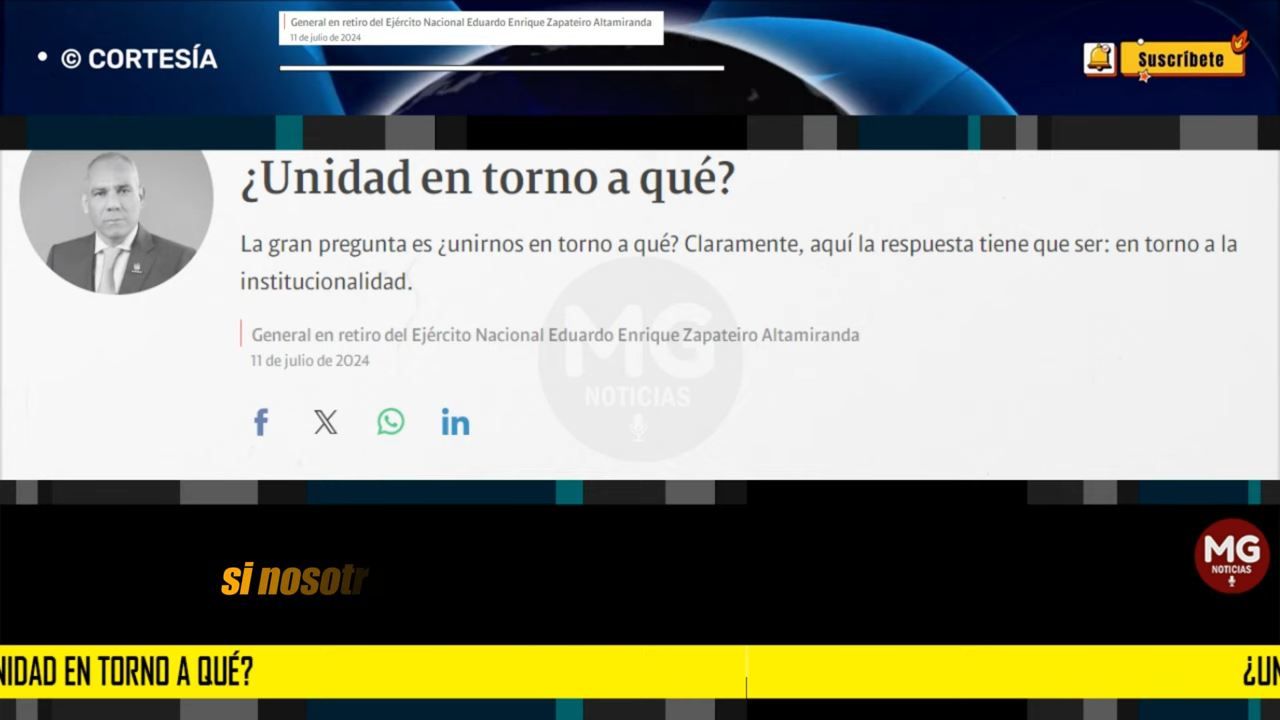 General en retiro del Ejército Nacional Eduardo Enrique Zapateiro Altamiranda
11 de julio de 2024
• © CORTESÍA
Suscríbete
¿Unidad en torno a qué?
La gran pregunta es ¿unirnos en torno a qué? Claramente, aquí la respuesta tiene que ser: en torno a la
institucionalidad.
General en retiro del Ejército Nacional Eduardo Enrique Zapateiro Altamiranda
11 de julio de 2024
MG
NOTICIAS
si nosotr
MG
NOTICIAS
NIDAD EN TORNO A QUÉ?
¿UN